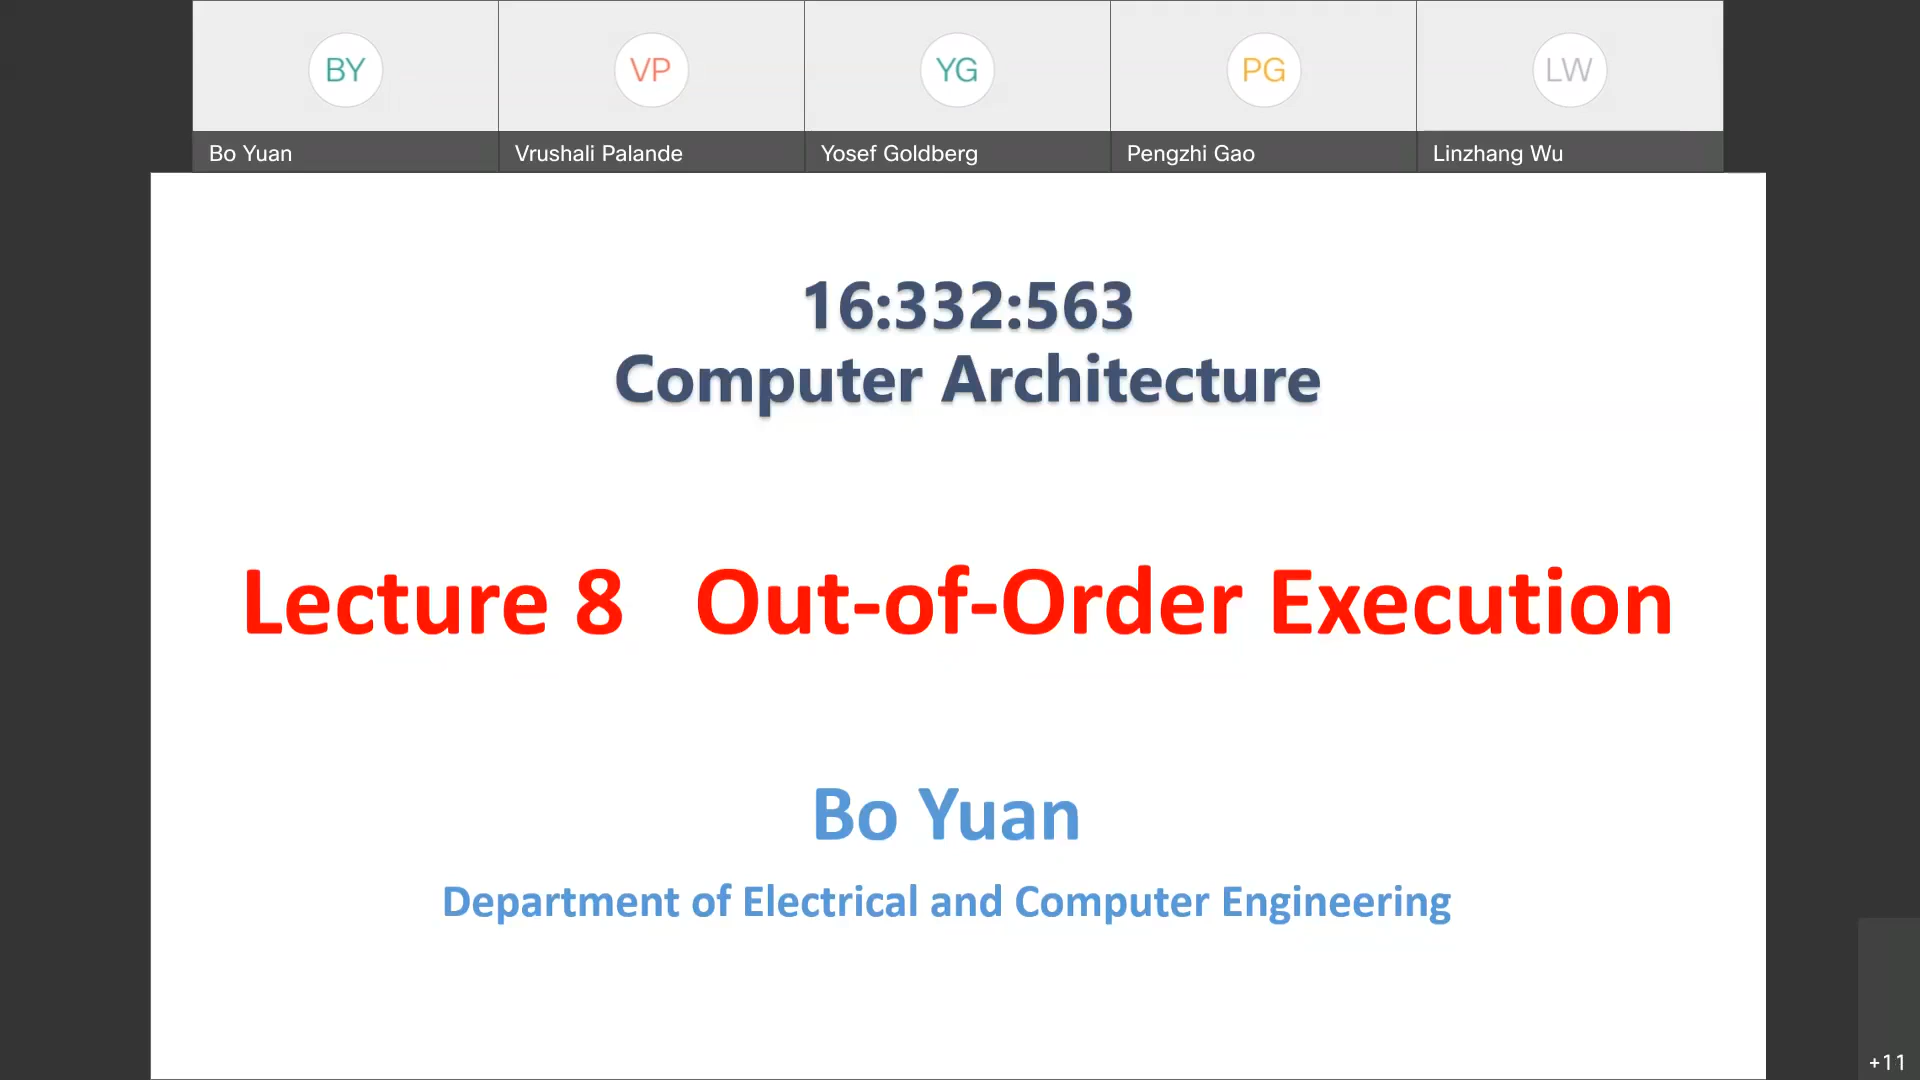 BY
VP
YG
PG
LW
Bo Yuan
Vrushali Palande
Yosef Goldberg
Pengzhi Gao
Linzhang Wu
16:332:563
Computer Architecture
Lecture 8 Out-of-Order Execution
Bo Yuan
Department of Electrical and Computer Engineering
+11